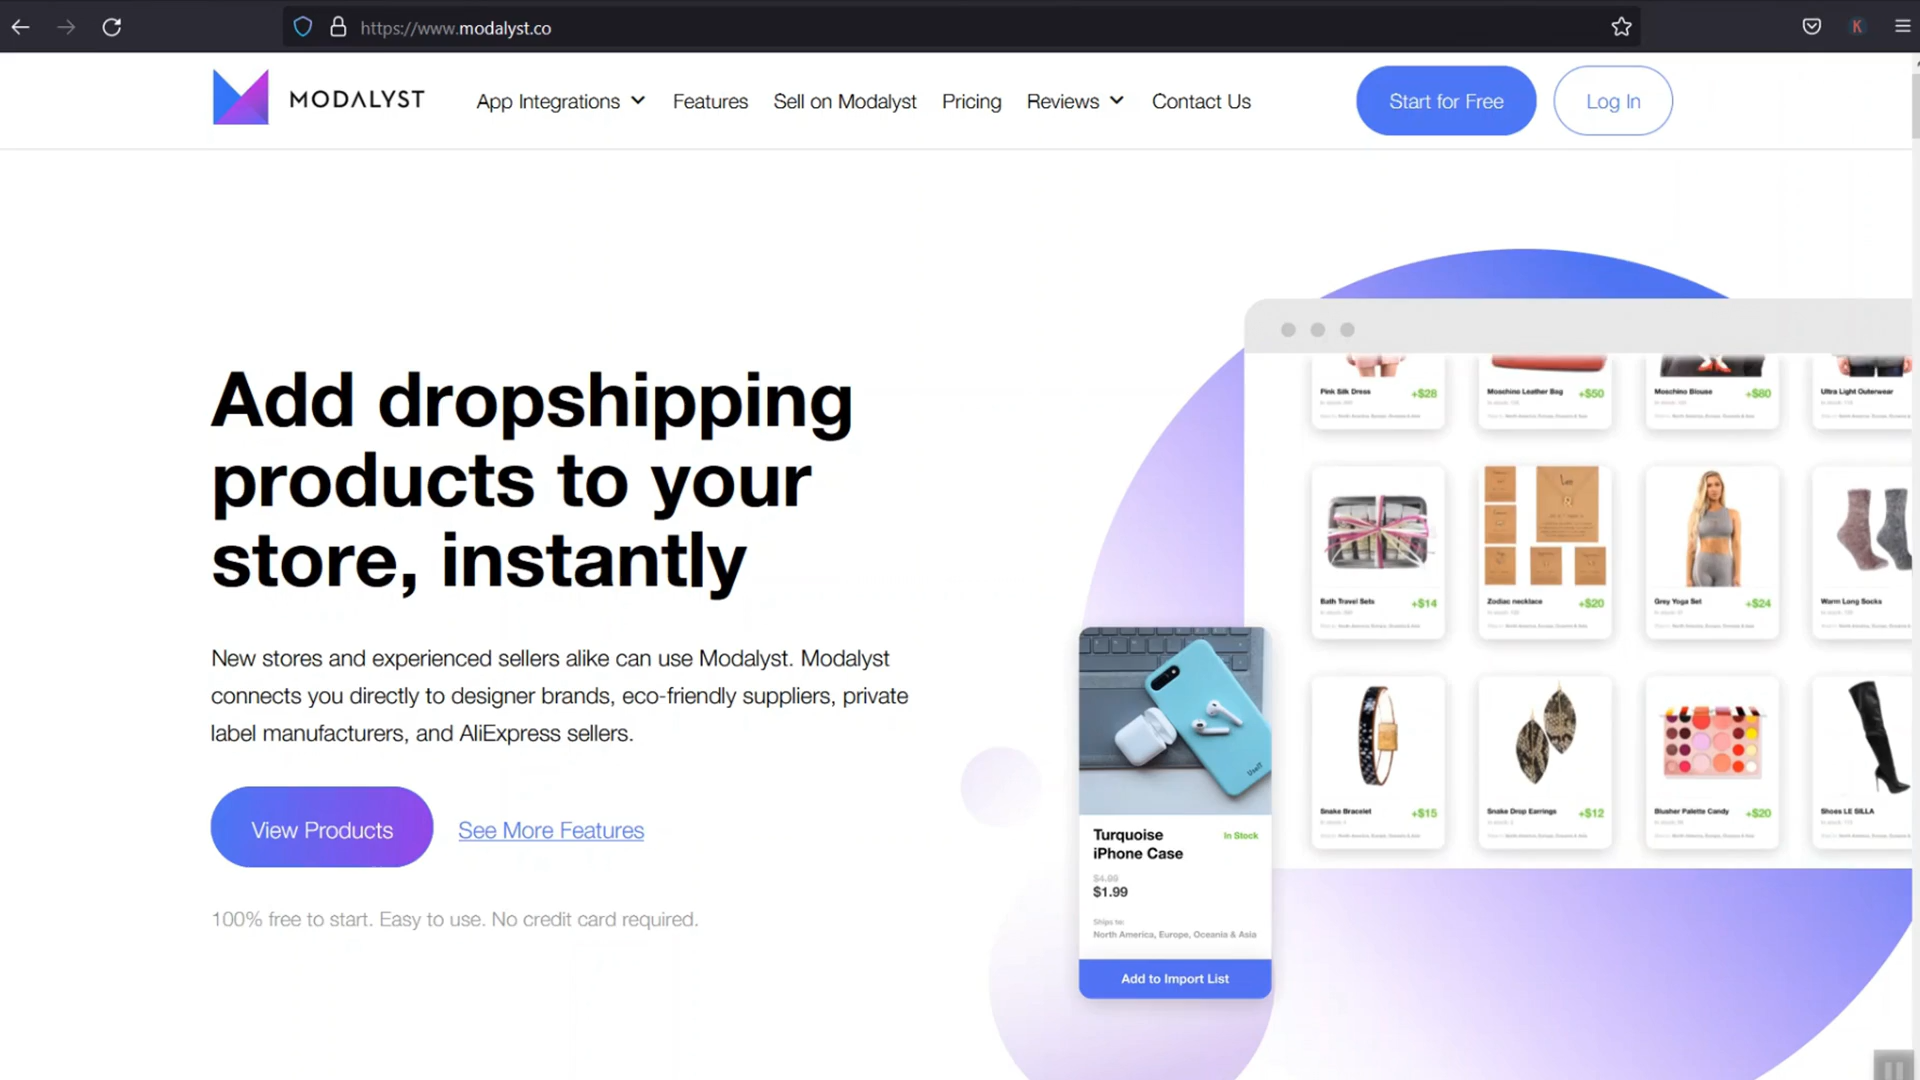 https://www.modalyst.co
MODALYST
App Integrations
Features
Sell on Modalyst
Pricing
Reviews
Contact Us
Start for Free
Log In
Add dropshipping
products to your
store, instantly
New stores and experienced sellers alike can use Modalyst. Modalyst
connects you directly to designer brands, eco-friendly suppliers, private
label manufacturers, and AliExpress sellers.
View Products
See More Features
100% free to start. Easy to use. No credit card required.
Pink Silk Dress +$28
Moschino Leather Bag +$50
Moschino Blouse +$80
Ultra Light Outerwear
Bath Travel Sets +$14
Zodiac necklace +$20
Grey Yoga Set +$24
Warm Long Socks
Snake Bracelet +$15
Snake Drop Earrings +$12
Blusher Palette Candy +$20
Shoes LE SILLA
Turquoise
iPhone Case
In Stock
$4.99
$1.99
Ships to:
North America, Europe, Oceania & Asia
Add to Import List